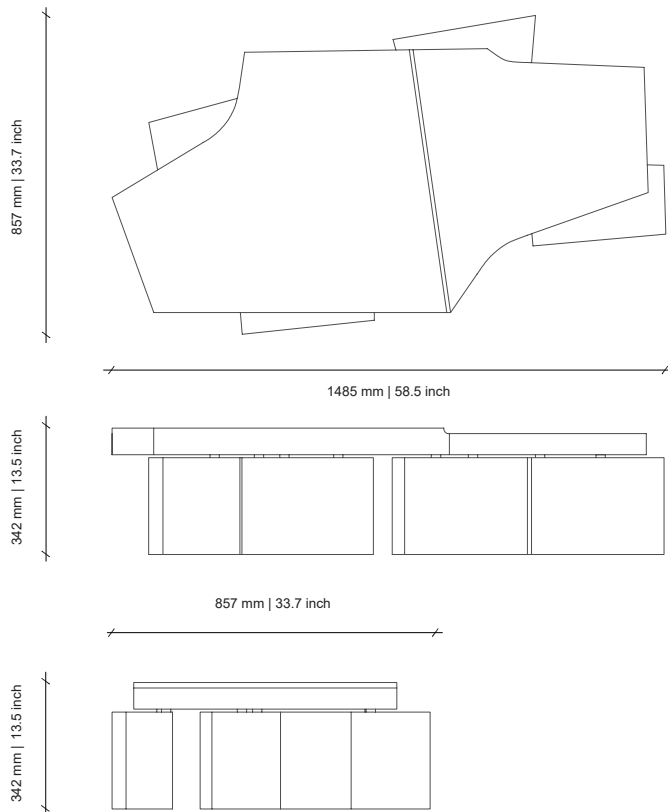 857 mm | 33.7 inch
1485 mm | 58.5 inch
342 mm | 13.5 inch
857 mm | 33.7 inch
342 mm | 13.5 inch